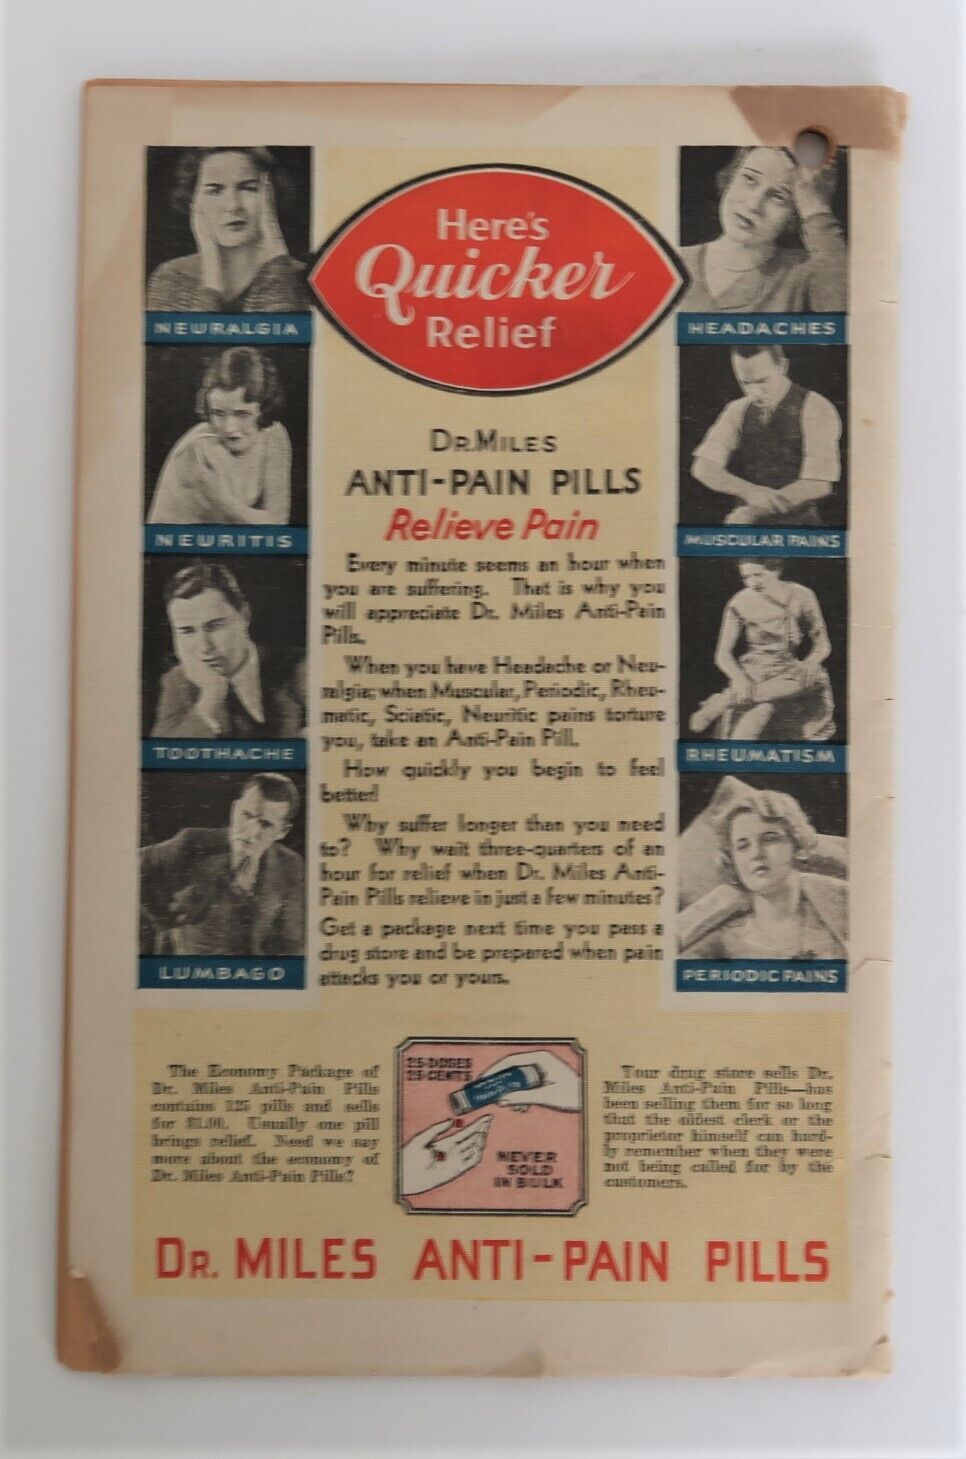 Here's
Quicker
Relief
NEURALGIA
HEADACHES
NEURITIS
MUSCULAR PAINS
TOOTHACHE
RHEUMATISM
LUMBAGO
PERIODIC PAINS
DR. MILES
ANTI-PAIN PILLS
Relieve Pain
Every minute seems an hour when
you are suffering. That is why you
will appreciate Dr. Miles Anti-Pain
Pills.
When you have Headache or Neu-
ralgia; when Muscular, Periodic, Rheu-
matic, Sciatic, Neuritic pains torture
you, take an Anti-Pain Pill.
How quickly you begin to feel
better!
Why suffer longer than you need
to? Why wait three-quarters of an
hour for relief when Dr. Miles Anti-
Pain Pills relieve in just a few minutes?
Get a package next time you pass a
drug store and be prepared when pain
attacks you or yours.
The Economy Package of
Dr. Miles Anti-Pain Pills
contains 125 pills and sells
for $1.00. Usually one pill
brings relief. Need we say
more about the economy of
Dr. Miles Anti-Pain Pills?
25 DOSES
25 CENTS
NEVER
SOLD
IN BULK
Your drug store sells Dr.
Miles Anti-Pain Pills—has
been selling them for so long
that the oldest clerk or the
proprietor himself can hard-
ly remember when they were
not being called for by the
customers.
DR. MILES ANTI-PAIN PILLS